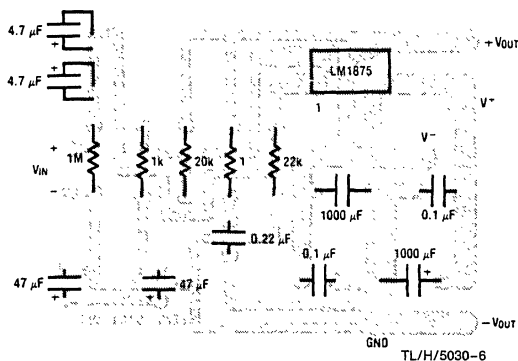 4.7 μF
+
+VOUT
LM1875
4.7 μF
+
1
V+
+
VIN
-
1M
1k
20k
1
22k
V-
1000 μF
0.1 μF
0.22 μF
0.1 μF
1000 μF
+
47 μF
+
47 μF
+
-VOUT
GND
TL/H/5030-6